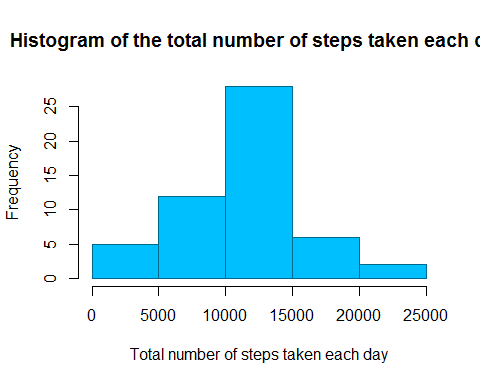 Histogram of the total number of steps taken each d
Frequency
25
20
15
10
5
0
0 5000 10000 15000 20000 25000
Total number of steps taken each day